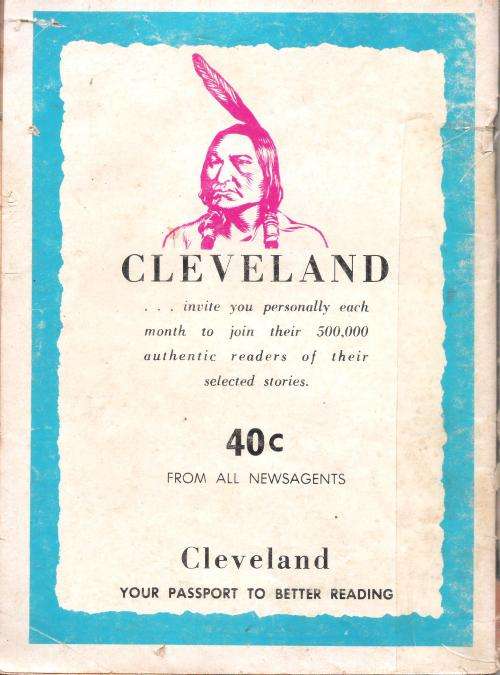 CLEVELAND
. . . invite you personally each
month to join their 500,000
authentic readers of their
selected stories.
40c
FROM ALL NEWSAGENTS
Cleveland
YOUR PASSPORT TO BETTER READING